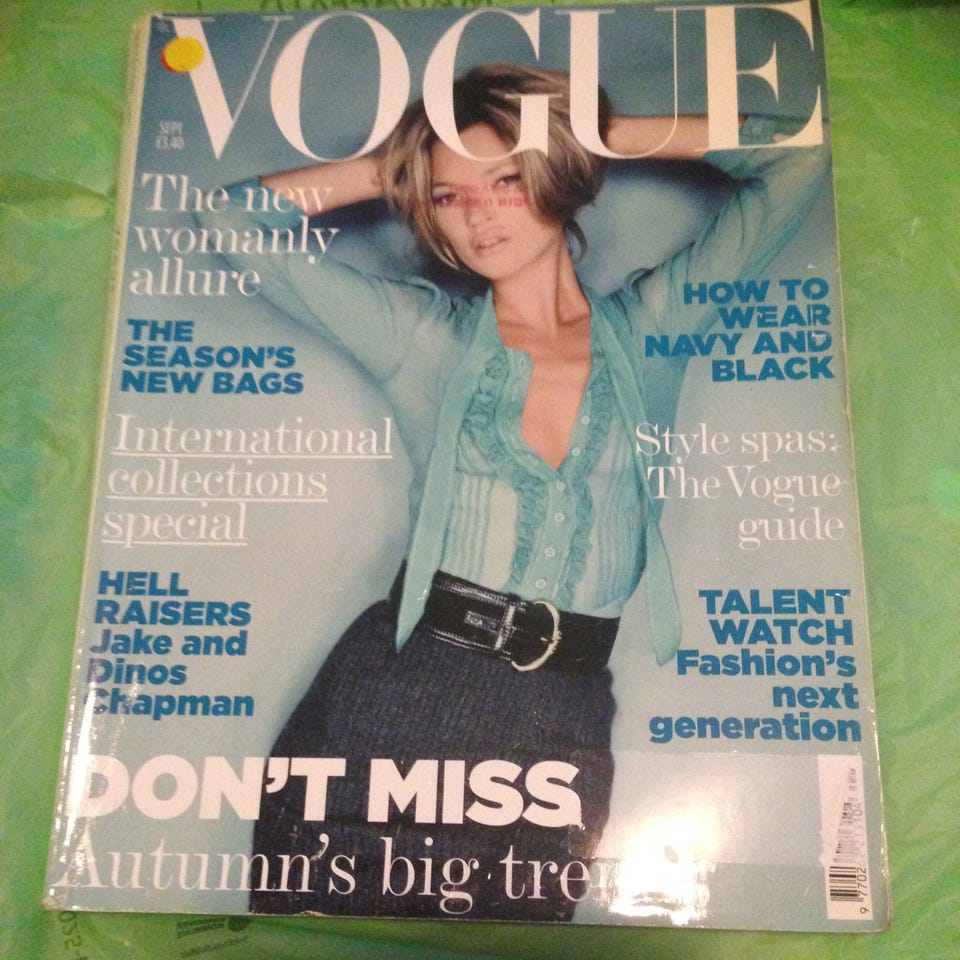 VOGUE
SEPT
£3.40
The new
womanly
allure
THE
SEASON'S
NEW BAGS
International
collections
special
HELL
RAISERS
Jake and
Dinos
Chapman
HOW TO
WEAR
NAVY AND
BLACK
Style spas:
The Vogue
guide
TALENT
WATCH
Fashion's
next
generation
DON'T MISS
Autumn's big